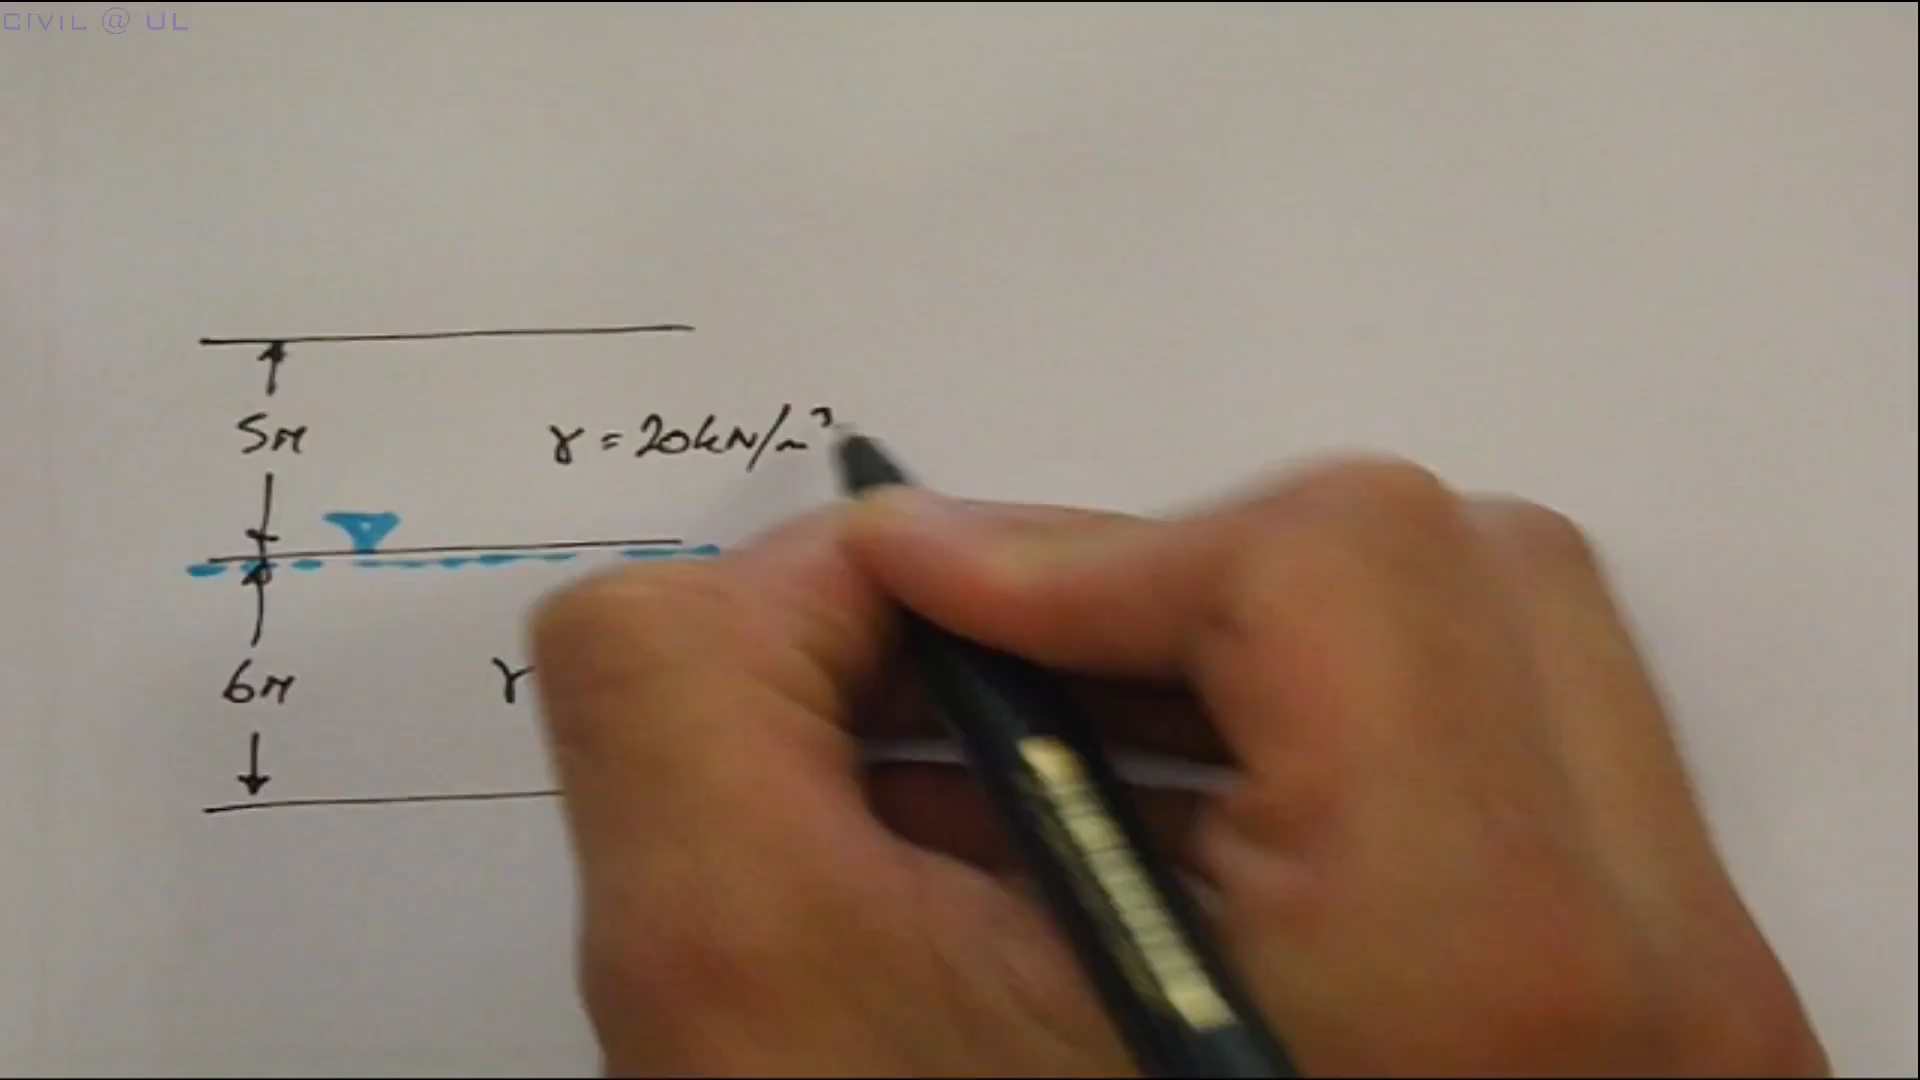 CIVIL @ UL
5m
γ = 20kN/m³
6m
γ